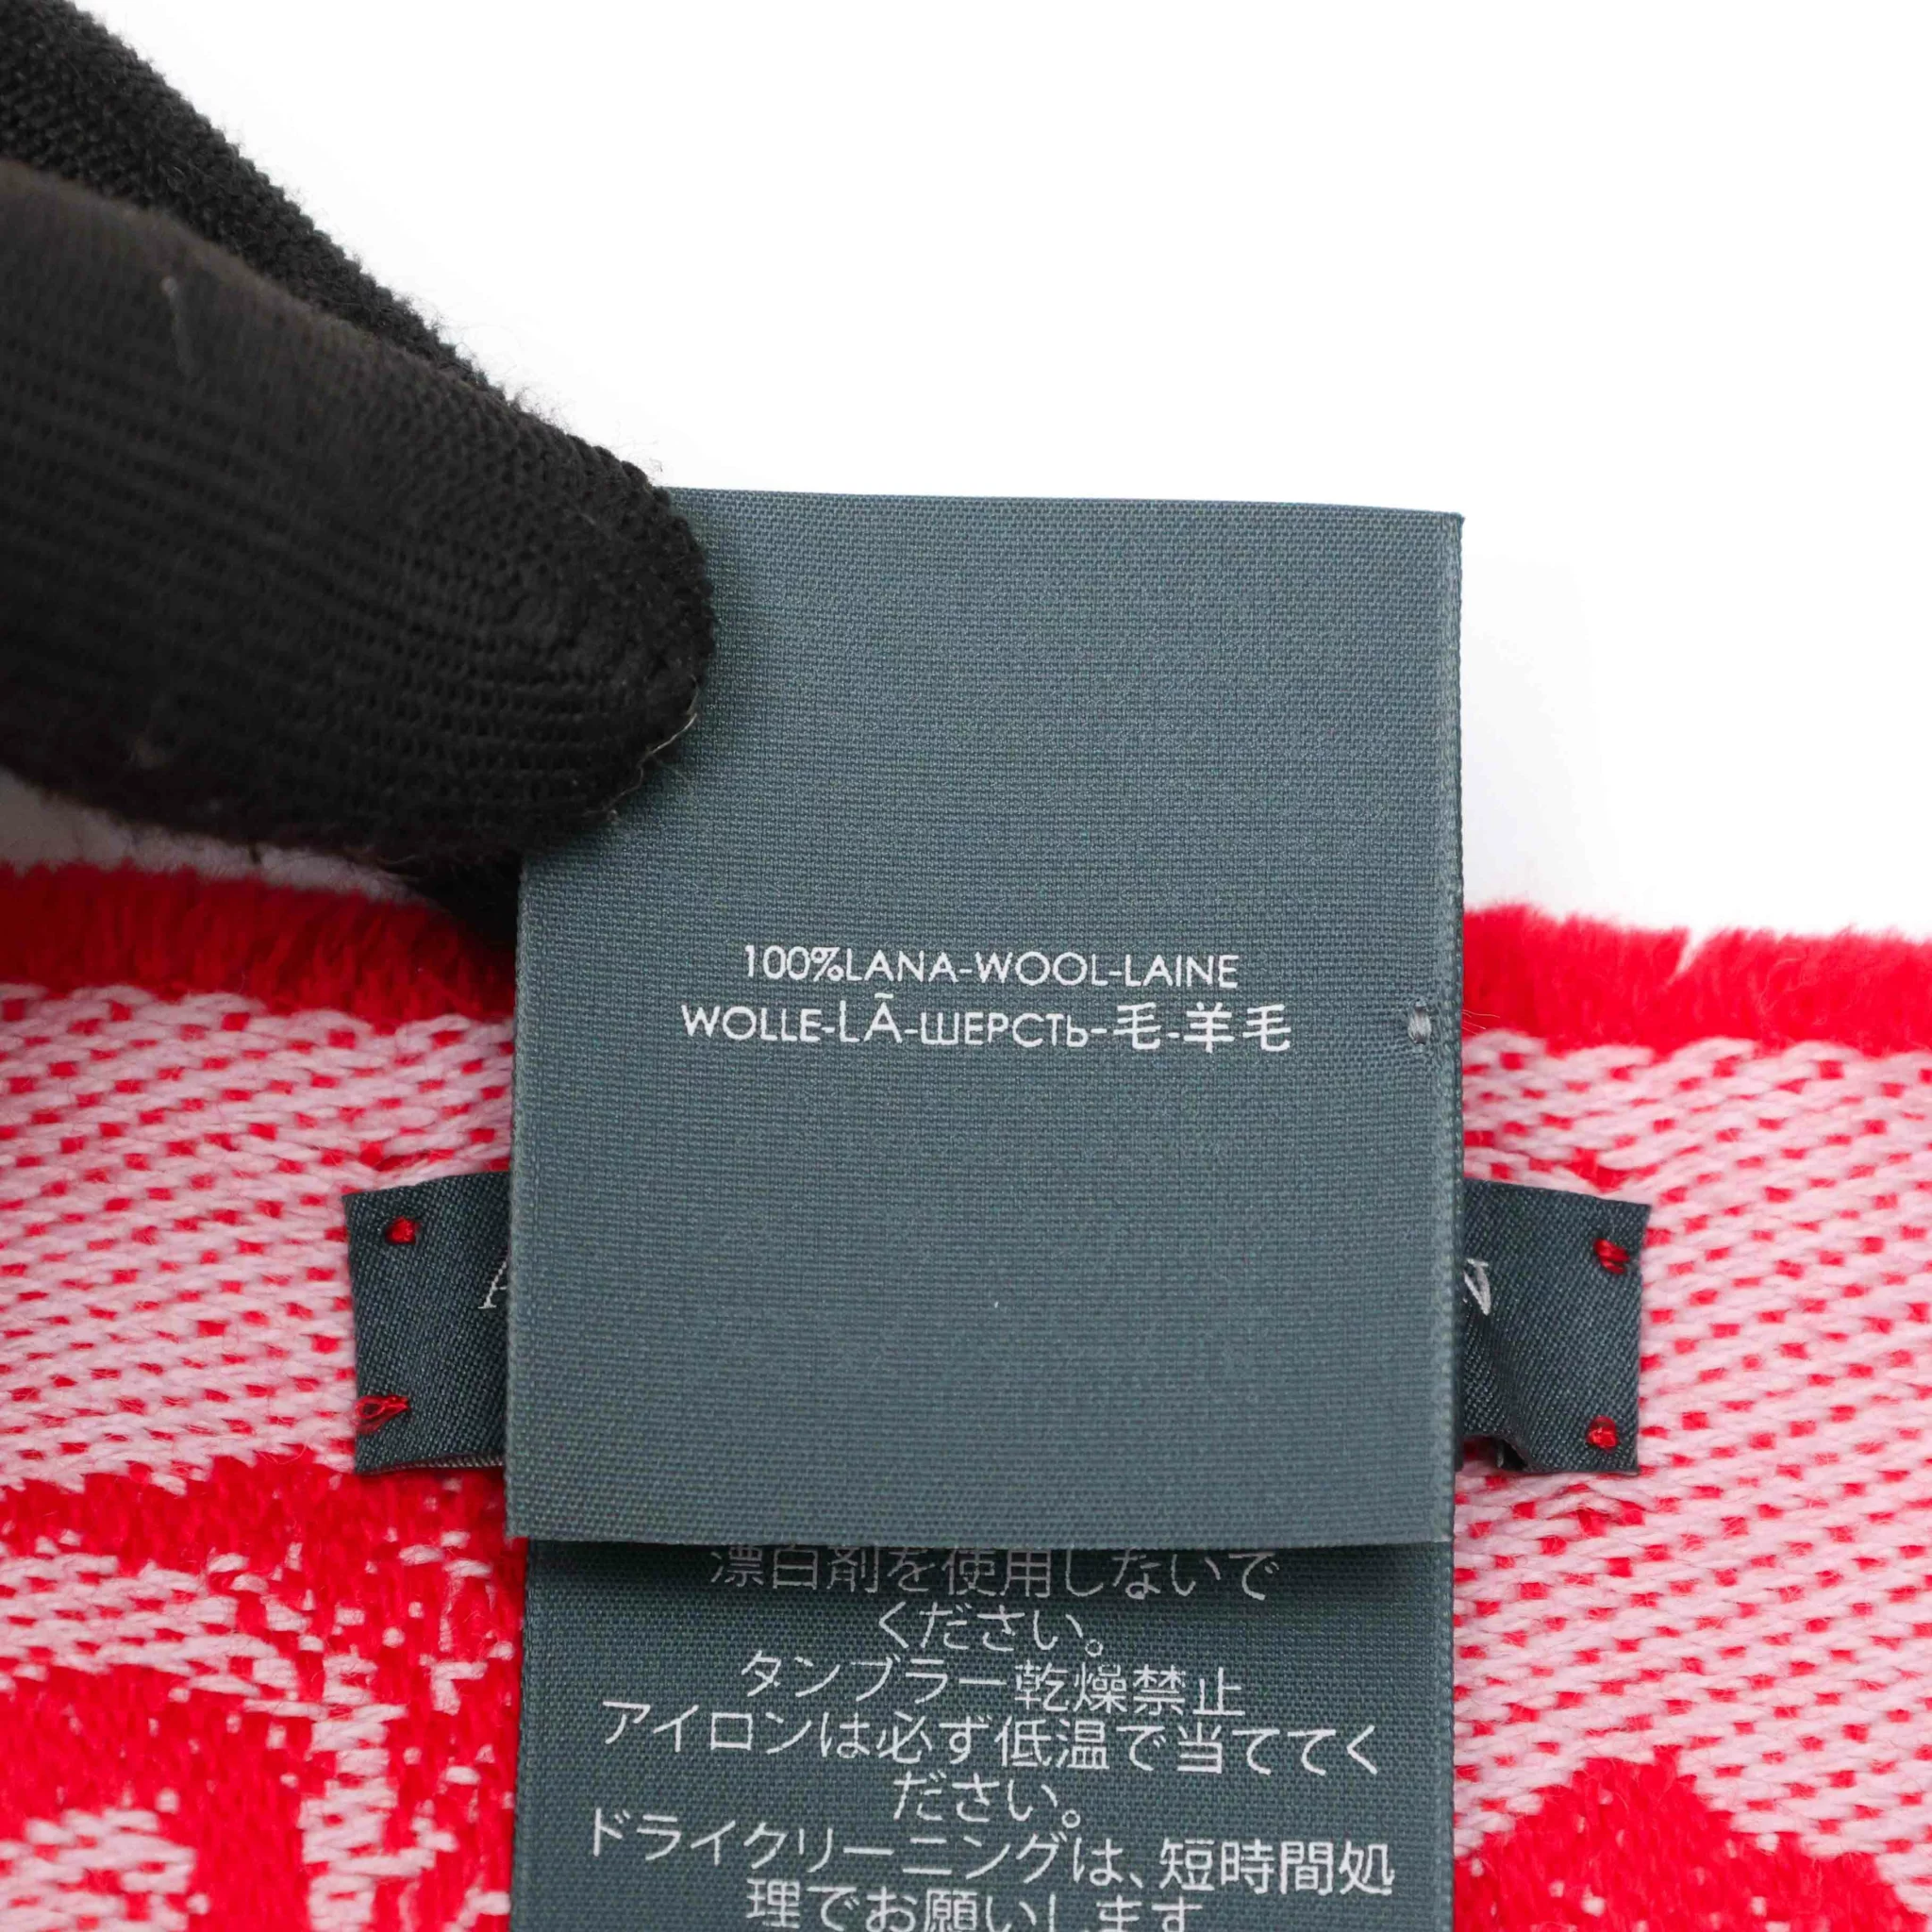 100%LANA-WOOL-LAINE
WOLLE-LÃ-ШЕРСТЬ-毛-羊毛
A N
漂白剤を使用しないで
ください。
タンブラー乾燥禁止
アイロンは必ず低温で当ててく
ださい。
ドライクリーニングは、短時間処
理でお願いします